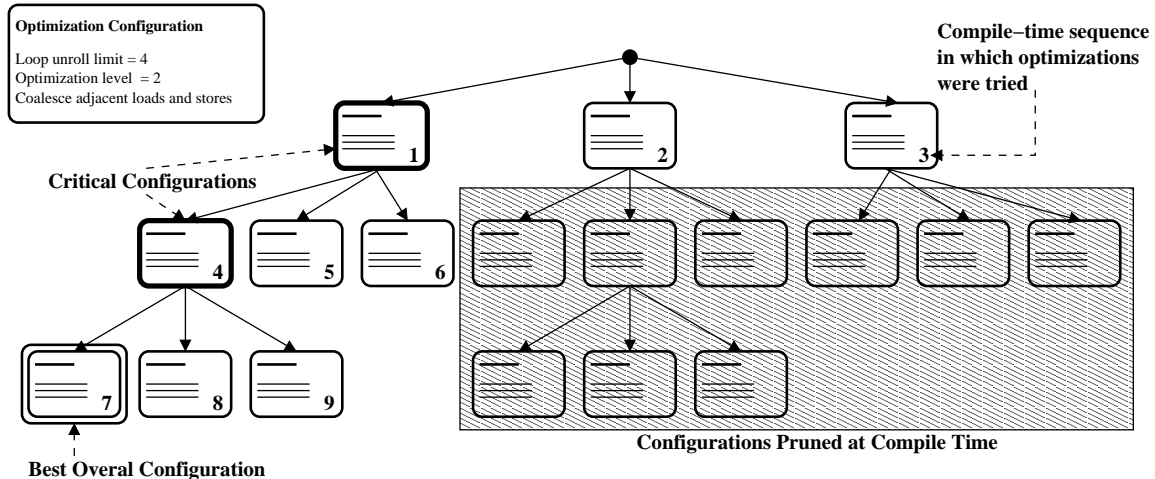 Optimization Configuration
Loop unroll limit = 4
Optimization level = 2
Coalesce adjacent loads and stores
Compile−time sequence
in which optimizations
were tried
1
2
3
Critical Configurations
4
5
6
7
8
9
Configurations Pruned at Compile Time
Best Overal Configuration